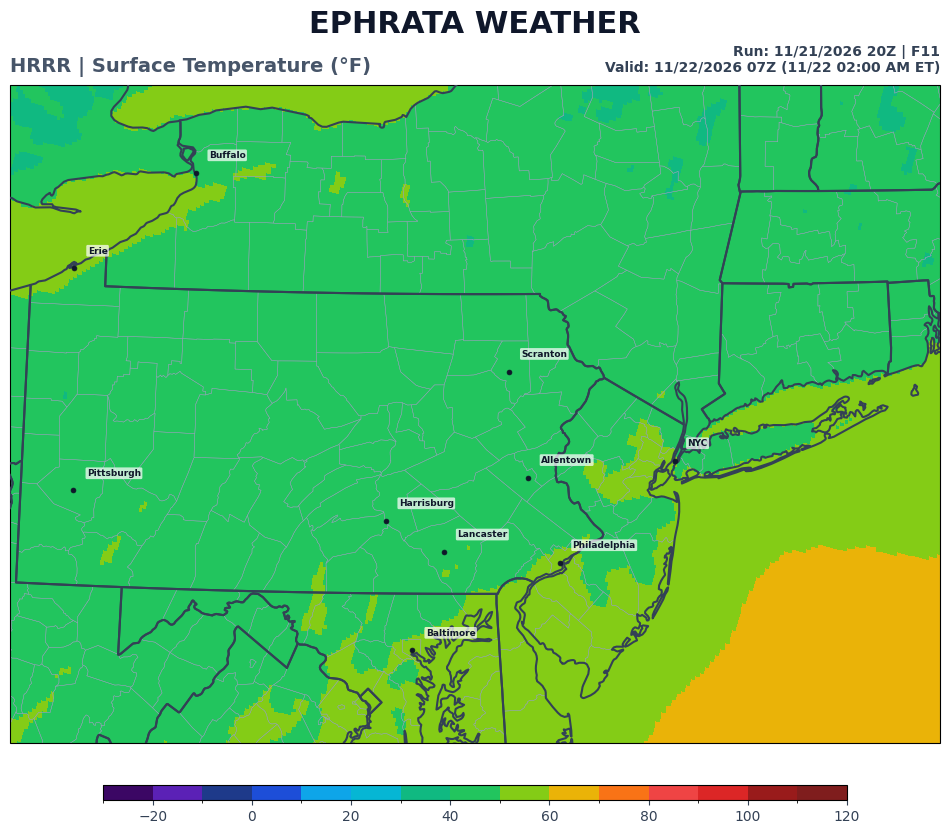 EPHRATA WEATHER
HRRR | Surface Temperature (°F)
Run: 11/21/2026 20Z | F11
Valid: 11/22/2026 07Z (11/22 02:00 AM ET)
Buffalo
Erie
Scranton
NYC
Allentown
Pittsburgh
Harrisburg
Lancaster
Philadelphia
Baltimore
−20 0 20 40 60 80 100 120